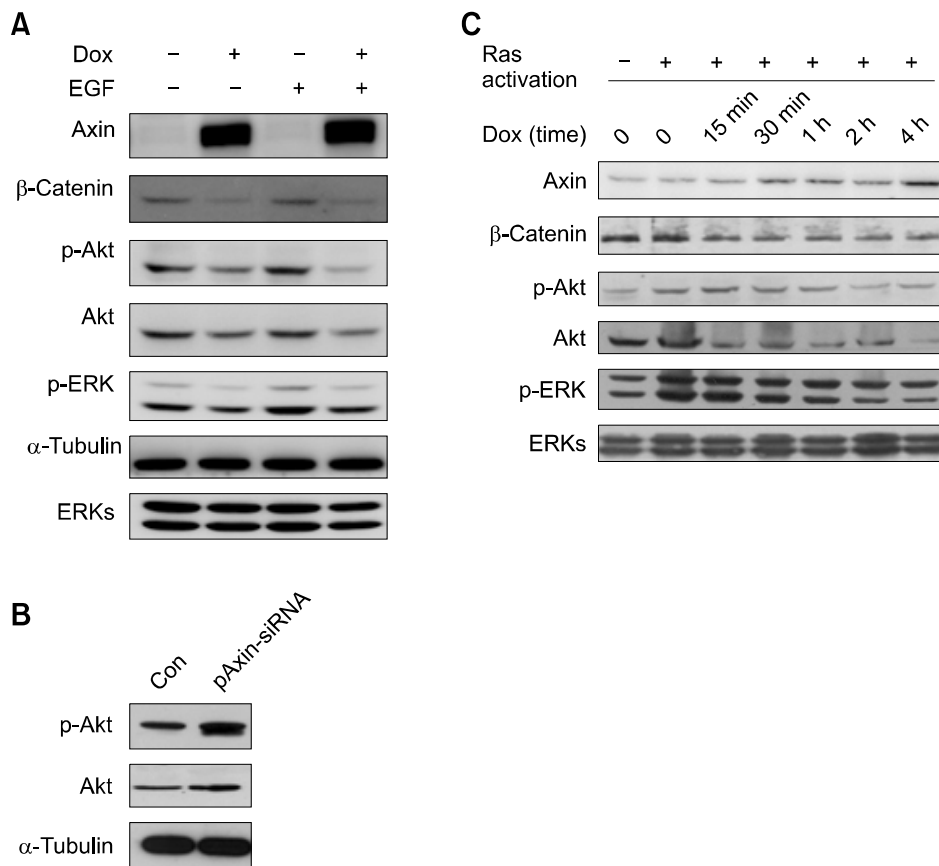 A
Dox – + – +
EGF – – + +
Axin
β-Catenin
p-Akt
Akt
p-ERK
α-Tubulin
ERKs
B
Con pAxin-siRNA
p-Akt
Akt
α-Tubulin
C
Ras
activation – + + + + + +
Dox (time) 0 0 15 min 30 min 1 h 2 h 4 h
Axin
β-Catenin
p-Akt
Akt
p-ERK
ERKs